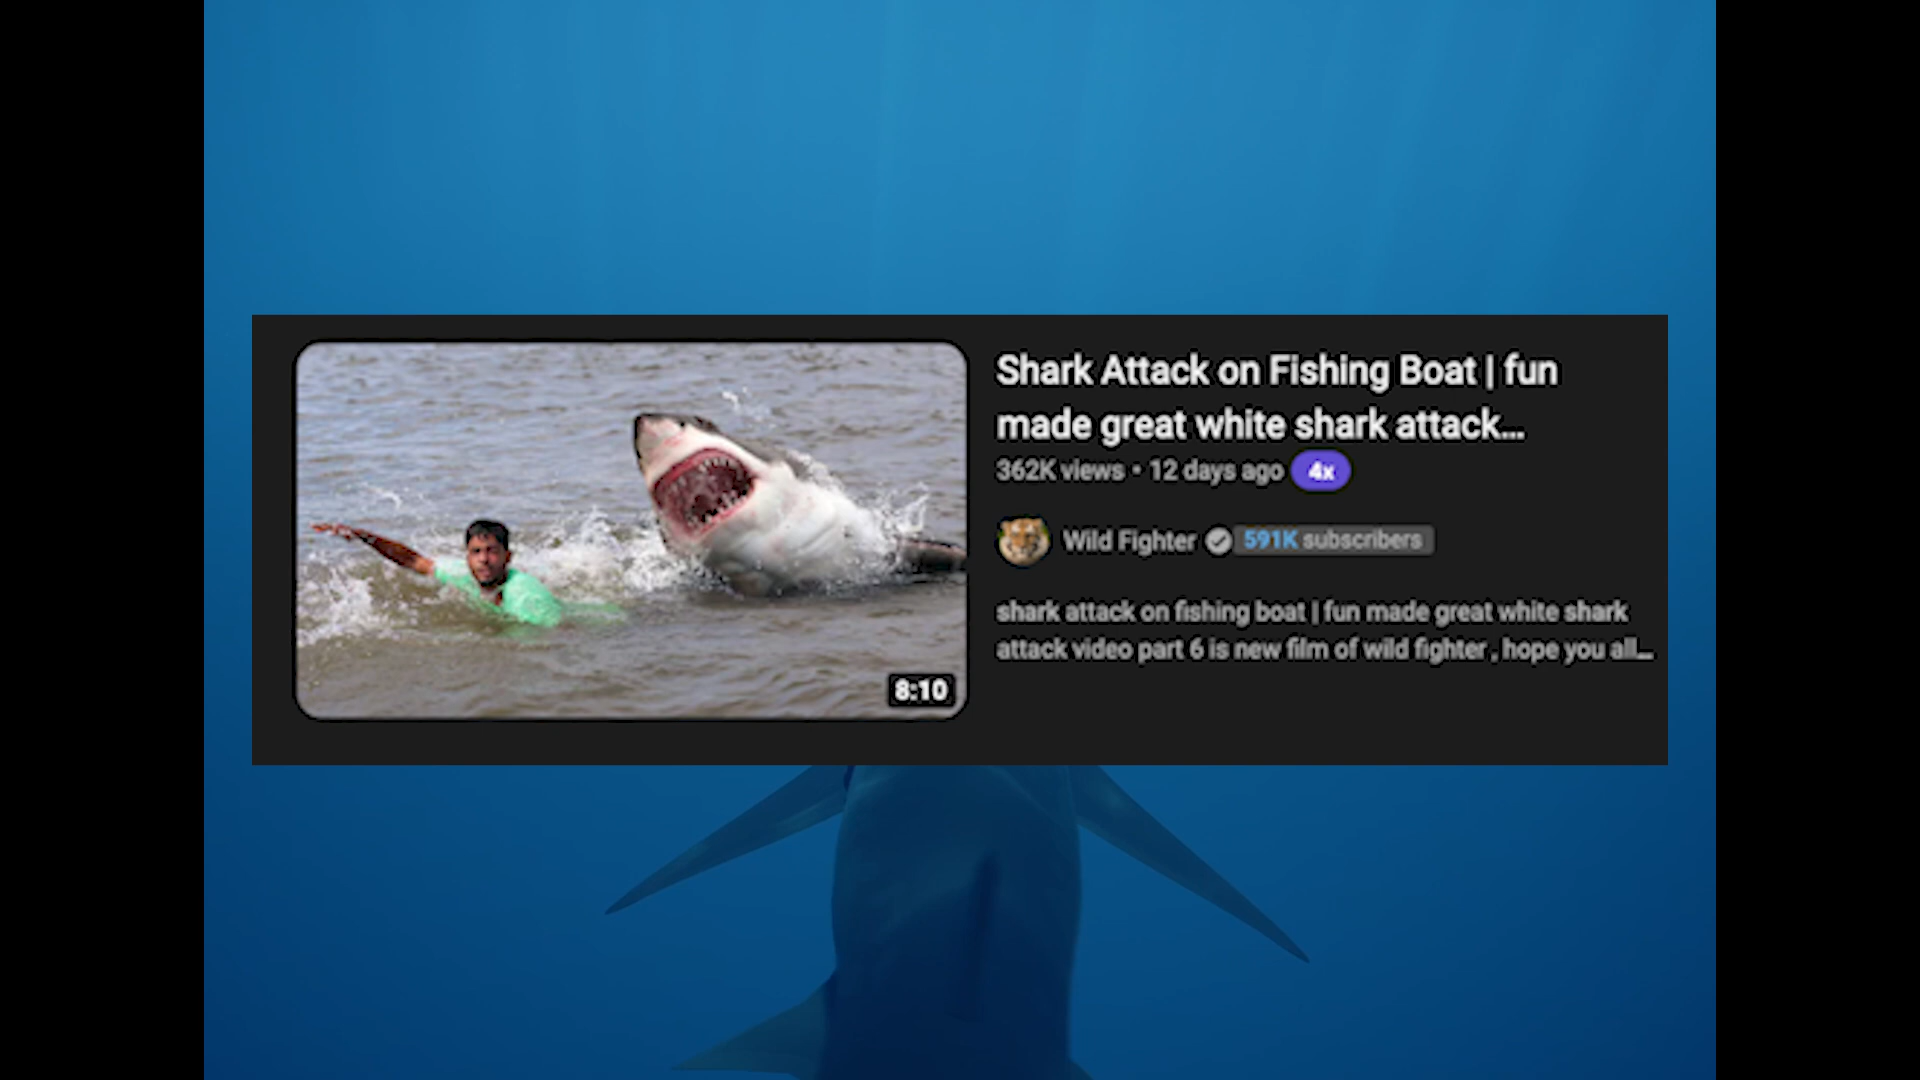 Shark Attack on Fishing Boat | fun
made great white shark attack...
362K views • 12 days ago 4x
Wild Fighter 591K subscribers
shark attack on fishing boat | fun made great white shark
attack video part 6 is new film of wild fighter , hope you all...
8:10